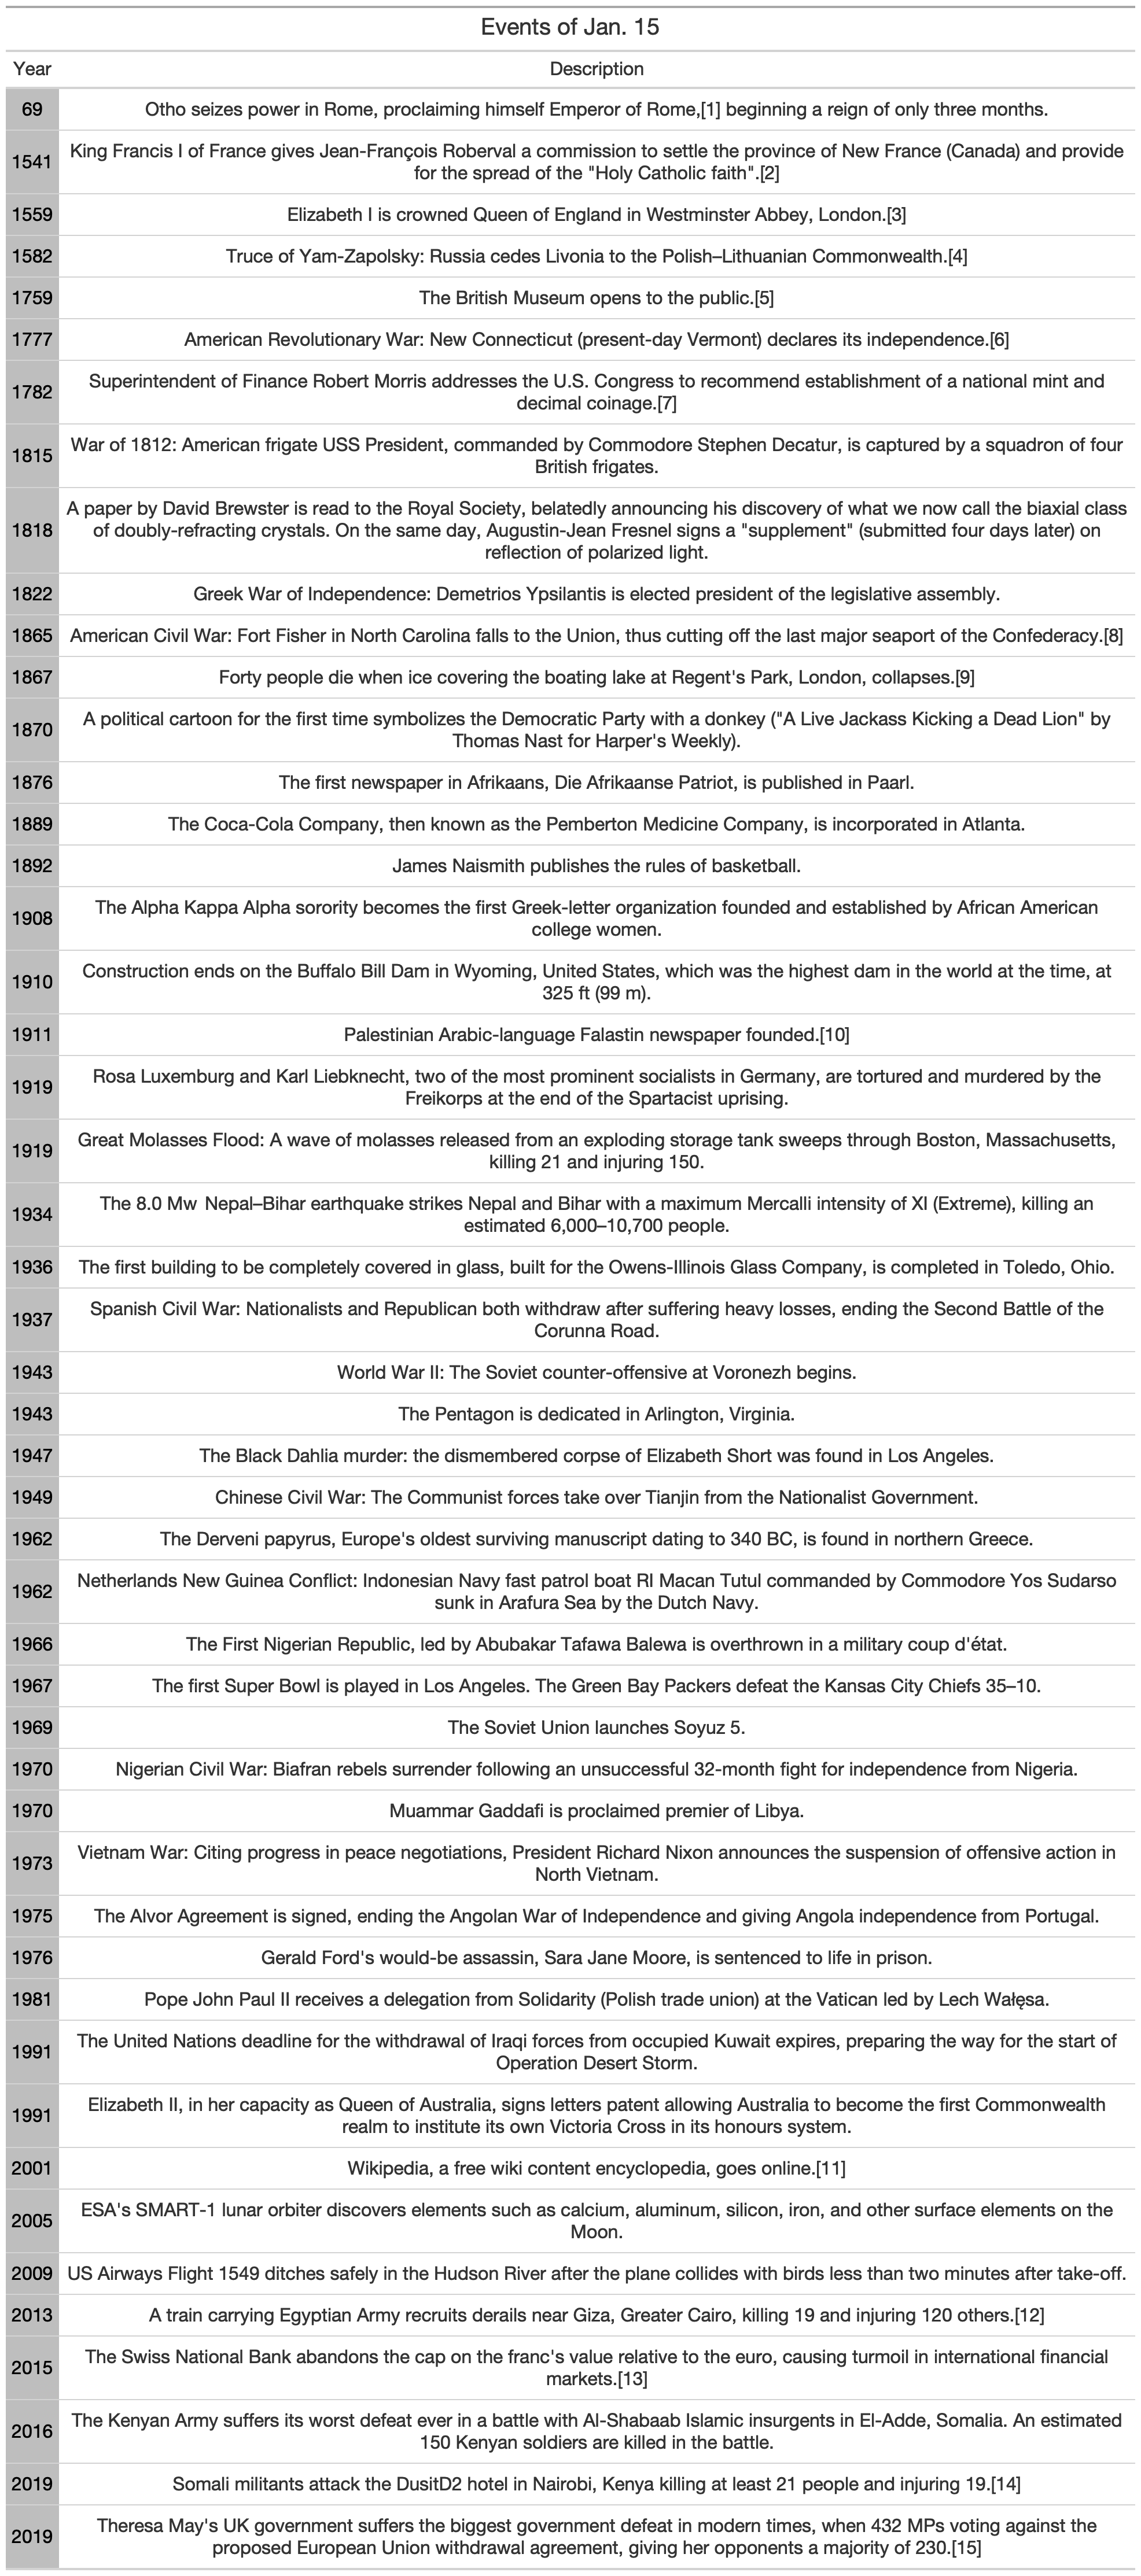 Events of Jan. 15
Year Description
69 Otho seizes power in Rome, proclaiming himself Emperor of Rome,[1] beginning a reign of only three months.
1541 King Francis I of France gives Jean-François Roberval a commission to settle the province of New France (Canada) and provide
for the spread of the "Holy Catholic faith".[2]
1559 Elizabeth I is crowned Queen of England in Westminster Abbey, London.[3]
1582 Truce of Yam-Zapolsky: Russia cedes Livonia to the Polish–Lithuanian Commonwealth.[4]
1759 The British Museum opens to the public.[5]
1777 American Revolutionary War: New Connecticut (present-day Vermont) declares its independence.[6]
1782 Superintendent of Finance Robert Morris addresses the U.S. Congress to recommend establishment of a national mint and
decimal coinage.[7]
1815 War of 1812: American frigate USS President, commanded by Commodore Stephen Decatur, is captured by a squadron of four
British frigates.
1818 A paper by David Brewster is read to the Royal Society, belatedly announcing his discovery of what we now call the biaxial class
of doubly-refracting crystals. On the same day, Augustin-Jean Fresnel signs a "supplement" (submitted four days later) on
reflection of polarized light.
1822 Greek War of Independence: Demetrios Ypsilantis is elected president of the legislative assembly.
1865 American Civil War: Fort Fisher in North Carolina falls to the Union, thus cutting off the last major seaport of the Confederacy.[8]
1867 Forty people die when ice covering the boating lake at Regent's Park, London, collapses.[9]
1870 A political cartoon for the first time symbolizes the Democratic Party with a donkey ("A Live Jackass Kicking a Dead Lion" by
Thomas Nast for Harper's Weekly).
1876 The first newspaper in Afrikaans, Die Afrikaanse Patriot, is published in Paarl.
1889 The Coca-Cola Company, then known as the Pemberton Medicine Company, is incorporated in Atlanta.
1892 James Naismith publishes the rules of basketball.
1908 The Alpha Kappa Alpha sorority becomes the first Greek-letter organization founded and established by African American
college women.
1910 Construction ends on the Buffalo Bill Dam in Wyoming, United States, which was the highest dam in the world at the time, at
325 ft (99 m).
1911 Palestinian Arabic-language Falastin newspaper founded.[10]
1919 Rosa Luxemburg and Karl Liebknecht, two of the most prominent socialists in Germany, are tortured and murdered by the
Freikorps at the end of the Spartacist uprising.
1919 Great Molasses Flood: A wave of molasses released from an exploding storage tank sweeps through Boston, Massachusetts,
killing 21 and injuring 150.
1934 The 8.0 Mw Nepal–Bihar earthquake strikes Nepal and Bihar with a maximum Mercalli intensity of XI (Extreme), killing an
estimated 6,000–10,700 people.
1936 The first building to be completely covered in glass, built for the Owens-Illinois Glass Company, is completed in Toledo, Ohio.
1937 Spanish Civil War: Nationalists and Republican both withdraw after suffering heavy losses, ending the Second Battle of the
Corunna Road.
1943 World War II: The Soviet counter-offensive at Voronezh begins.
1943 The Pentagon is dedicated in Arlington, Virginia.
1947 The Black Dahlia murder: the dismembered corpse of Elizabeth Short was found in Los Angeles.
1949 Chinese Civil War: The Communist forces take over Tianjin from the Nationalist Government.
1962 The Derveni papyrus, Europe's oldest surviving manuscript dating to 340 BC, is found in northern Greece.
1962 Netherlands New Guinea Conflict: Indonesian Navy fast patrol boat RI Macan Tutul commanded by Commodore Yos Sudarso
sunk in Arafura Sea by the Dutch Navy.
1966 The First Nigerian Republic, led by Abubakar Tafawa Balewa is overthrown in a military coup d'état.
1967 The first Super Bowl is played in Los Angeles. The Green Bay Packers defeat the Kansas City Chiefs 35–10.
1969 The Soviet Union launches Soyuz 5.
1970 Nigerian Civil War: Biafran rebels surrender following an unsuccessful 32-month fight for independence from Nigeria.
1970 Muammar Gaddafi is proclaimed premier of Libya.
1973 Vietnam War: Citing progress in peace negotiations, President Richard Nixon announces the suspension of offensive action in
North Vietnam.
1975 The Alvor Agreement is signed, ending the Angolan War of Independence and giving Angola independence from Portugal.
1976 Gerald Ford's would-be assassin, Sara Jane Moore, is sentenced to life in prison.
1981 Pope John Paul II receives a delegation from Solidarity (Polish trade union) at the Vatican led by Lech Wałęsa.
1991 The United Nations deadline for the withdrawal of Iraqi forces from occupied Kuwait expires, preparing the way for the start of
Operation Desert Storm.
1991 Elizabeth II, in her capacity as Queen of Australia, signs letters patent allowing Australia to become the first Commonwealth
realm to institute its own Victoria Cross in its honours system.
2001 Wikipedia, a free wiki content encyclopedia, goes online.[11]
2005 ESA's SMART-1 lunar orbiter discovers elements such as calcium, aluminum, silicon, iron, and other surface elements on the
Moon.
2009 US Airways Flight 1549 ditches safely in the Hudson River after the plane collides with birds less than two minutes after take-off.
2013 A train carrying Egyptian Army recruits derails near Giza, Greater Cairo, killing 19 and injuring 120 others.[12]
2015 The Swiss National Bank abandons the cap on the franc's value relative to the euro, causing turmoil in international financial
markets.[13]
2016 The Kenyan Army suffers its worst defeat ever in a battle with Al-Shabaab Islamic insurgents in El-Adde, Somalia. An estimated
150 Kenyan soldiers are killed in the battle.
2019 Somali militants attack the DusitD2 hotel in Nairobi, Kenya killing at least 21 people and injuring 19.[14]
2019 Theresa May's UK government suffers the biggest government defeat in modern times, when 432 MPs voting against the
proposed European Union withdrawal agreement, giving her opponents a majority of 230.[15]